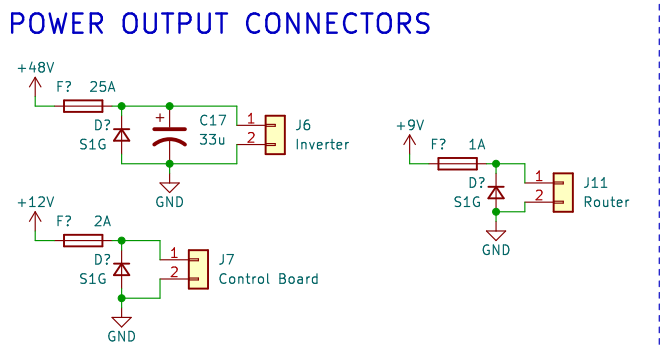 POWER OUTPUT CONNECTORS
+48V
F? 25A
D?
S1G
+
C17
33u
1
2
J6
Inverter
GND
+12V
F? 2A
D?
S1G
1
2
J7
Control Board
GND
+9V
F? 1A
D?
S1G
1
2
J11
Router
GND